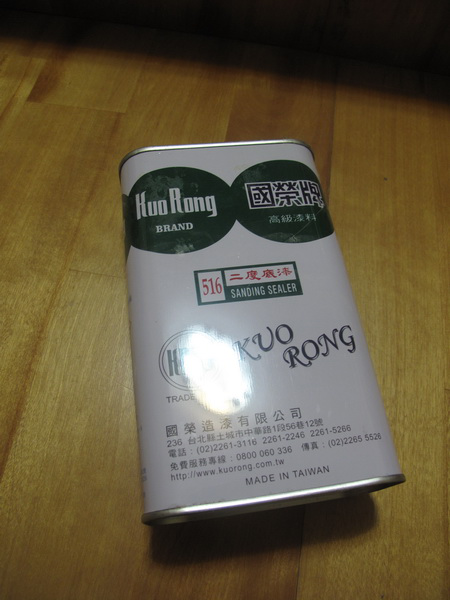 Kuo Rong
BRAND
國榮牌
高級漆料
516 二度底漆
SANDING SEALER
KUO
RONG
TRADE
國榮造漆有限公司
236 台北縣土城市中華路1段56巷12號
電話：(02)2261-3116 2261-2246 2261-5266
免費服務專線：0800 060 336 傳真：(02)2265 5526
http://www.kuorong.com.tw
MADE IN TAIWAN